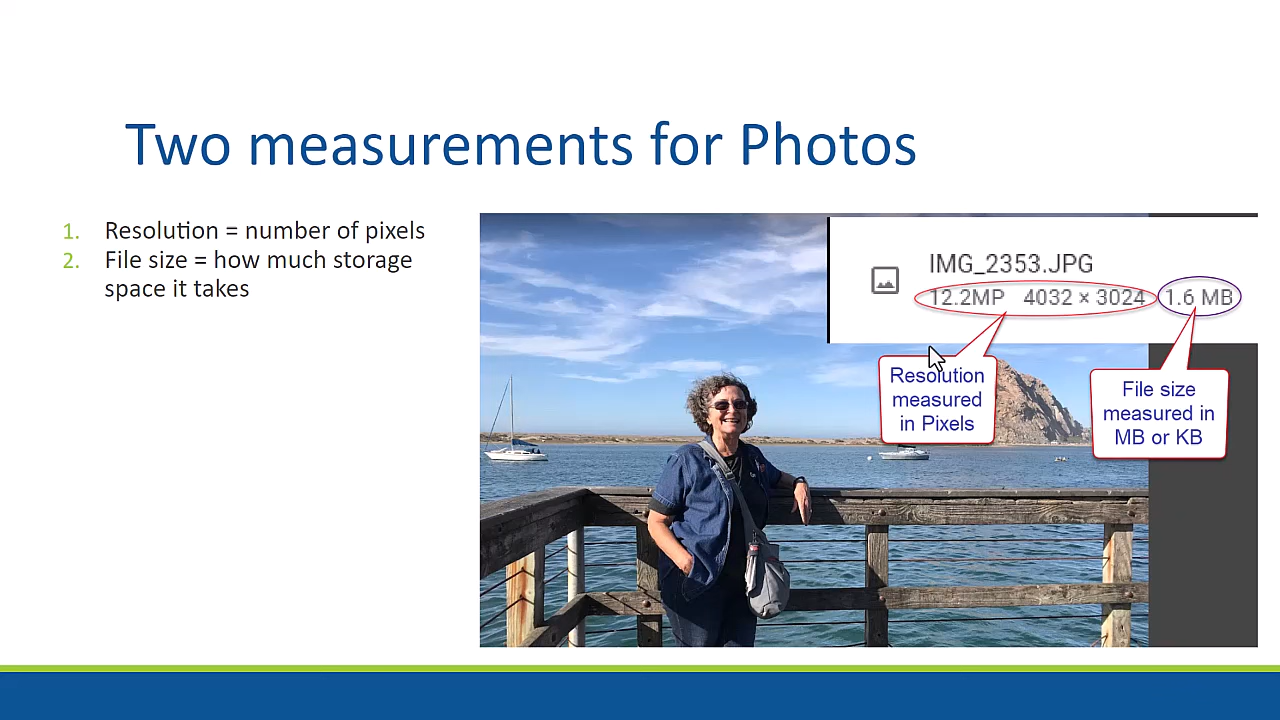 Two measurements for Photos
1. Resolution = number of pixels
2. File size = how much storage
space it takes
IMG_2353.JPG
12.2MP 4032 × 3024 1.6 MB
Resolution
measured
in Pixels
File size
measured in
MB or KB